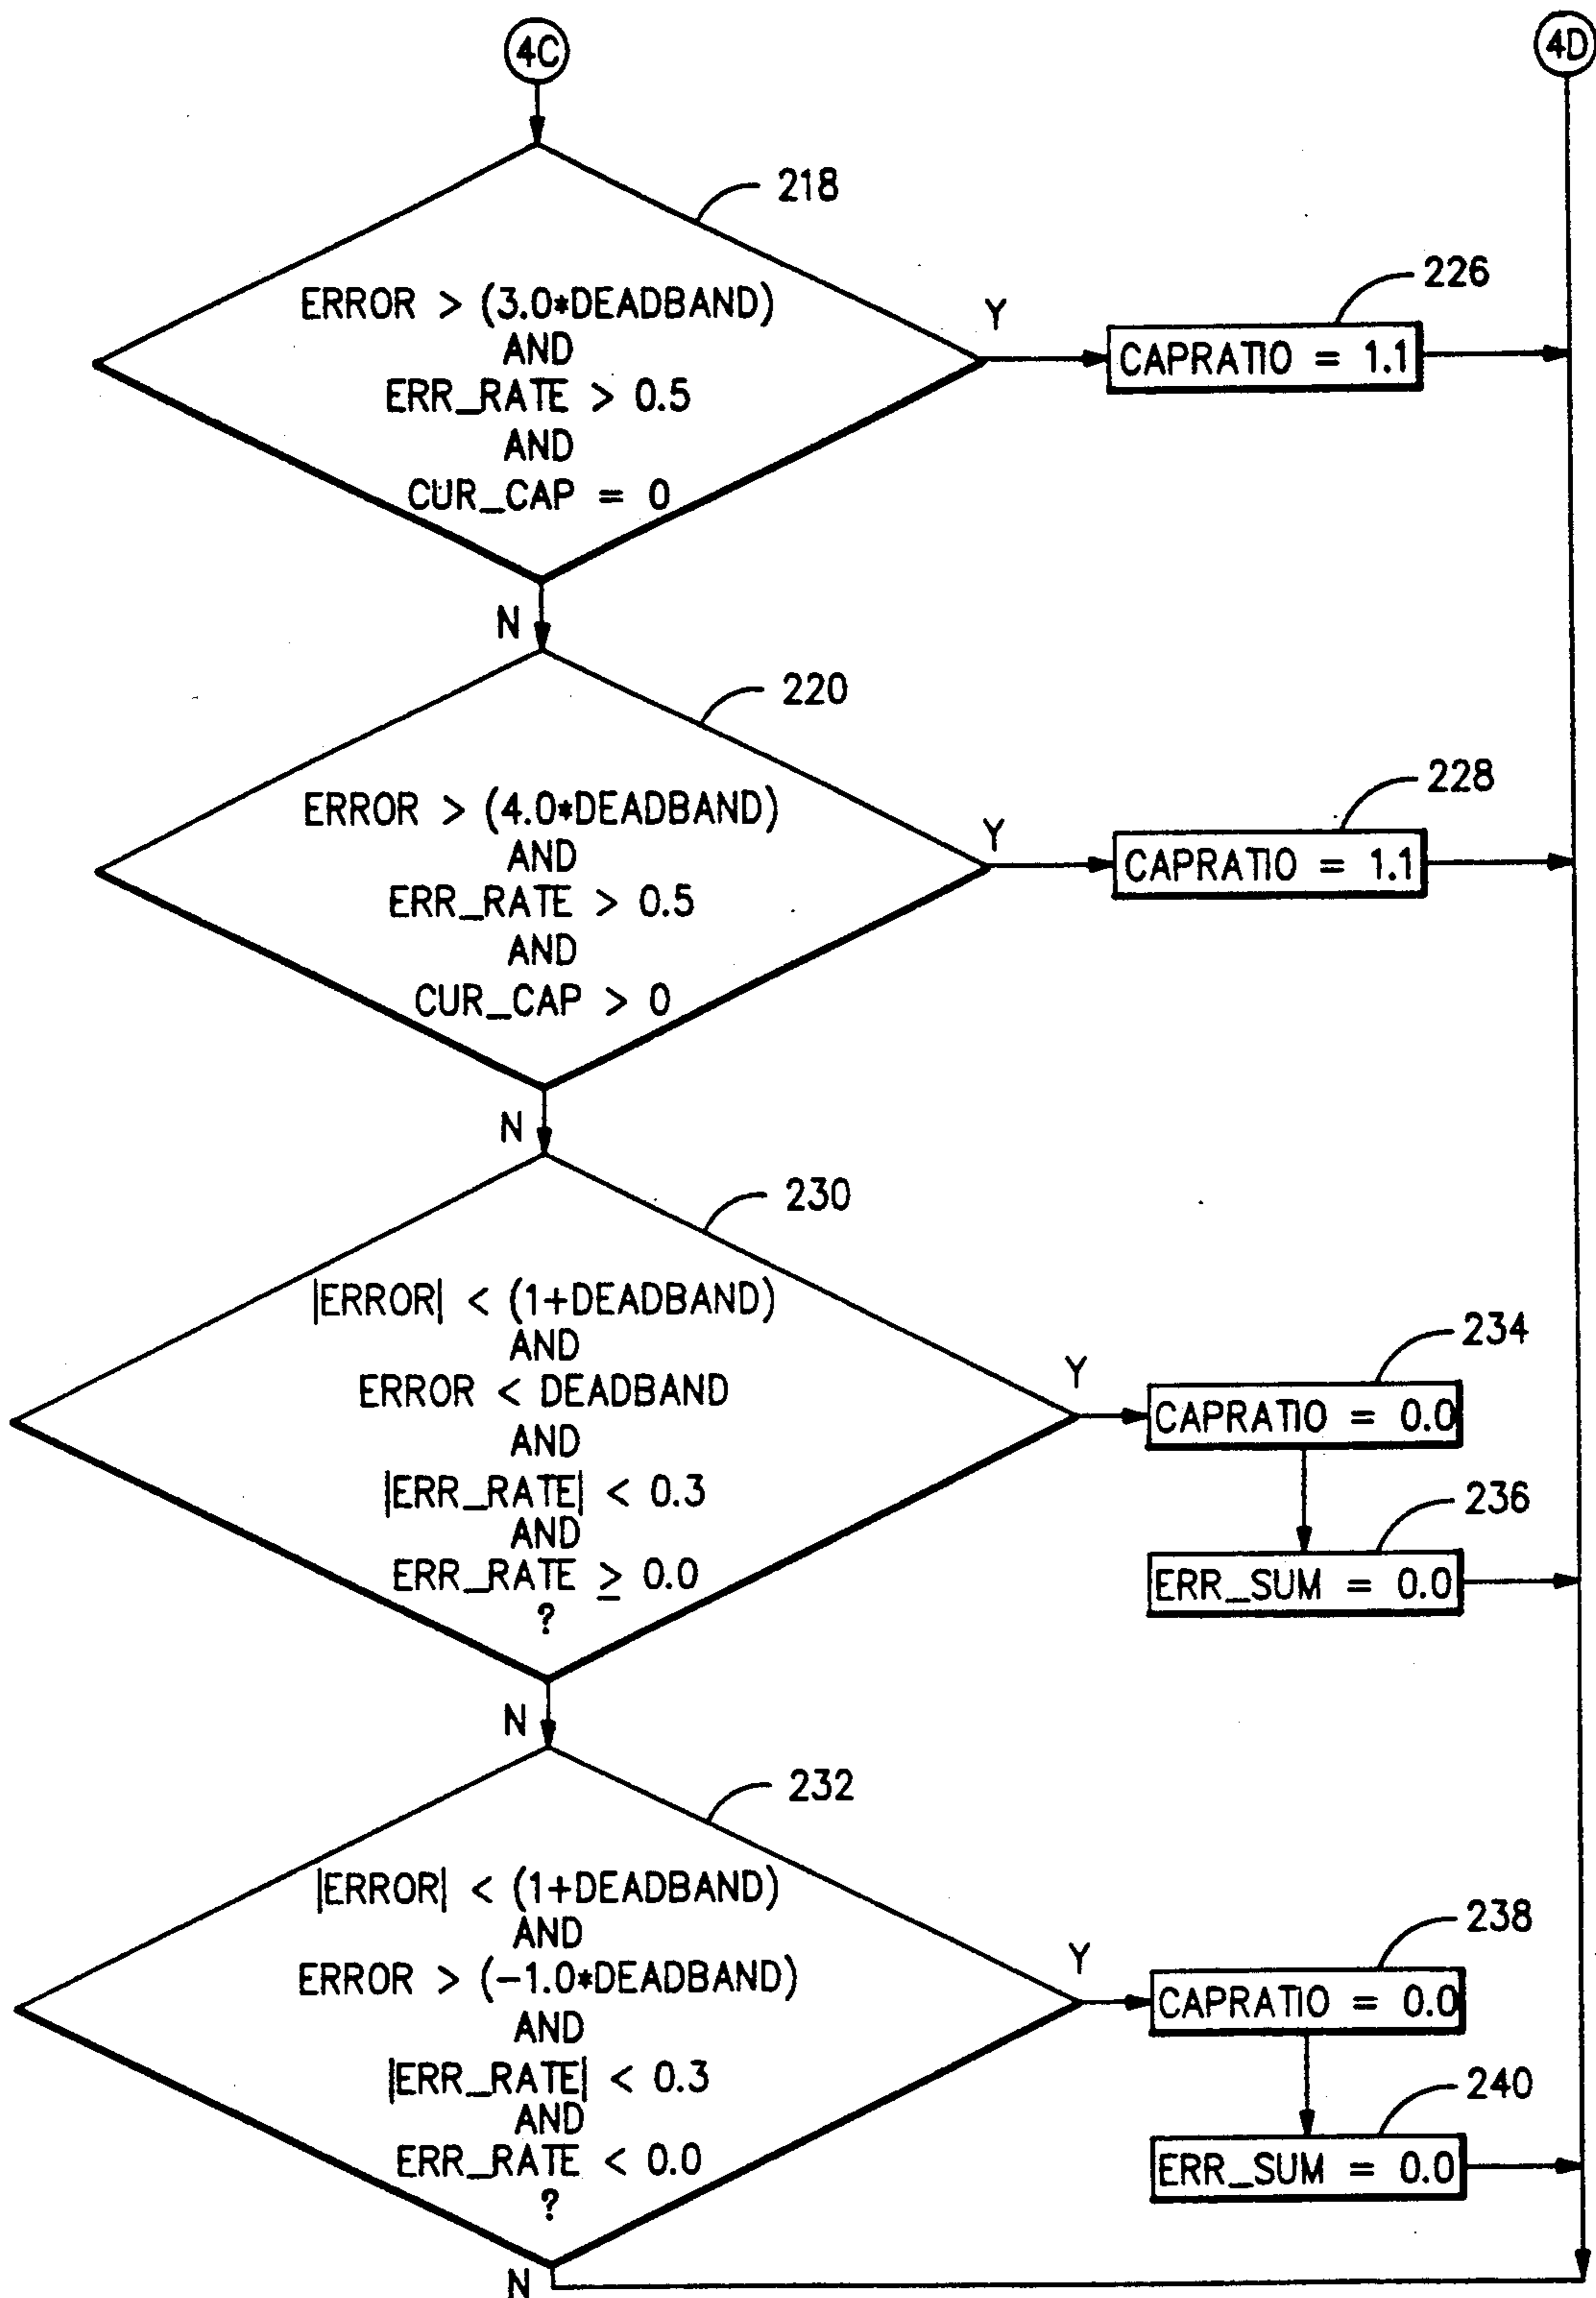 4C
4D
218
ERROR > (3.0*DEADBAND)
AND
ERR_RATE > 0.5
AND
CUR_CAP = 0
Y
226
CAPRATIO = 1.1
N
220
ERROR > (4.0*DEADBAND)
AND
ERR_RATE > 0.5
AND
CUR_CAP > 0
Y
228
CAPRATIO = 1.1
N
230
|ERROR| < (1+DEADBAND)
AND
ERROR < DEADBAND
AND
|ERR_RATE| < 0.3
AND
ERR_RATE ≥ 0.0
?
Y
234
CAPRATIO = 0.0
236
ERR_SUM = 0.0
N
232
|ERROR| < (1+DEADBAND)
AND
ERROR > (-1.0*DEADBAND)
AND
|ERR_RATE| < 0.3
AND
ERR_RATE < 0.0
?
Y
238
CAPRATIO = 0.0
240
ERR_SUM = 0.0
N